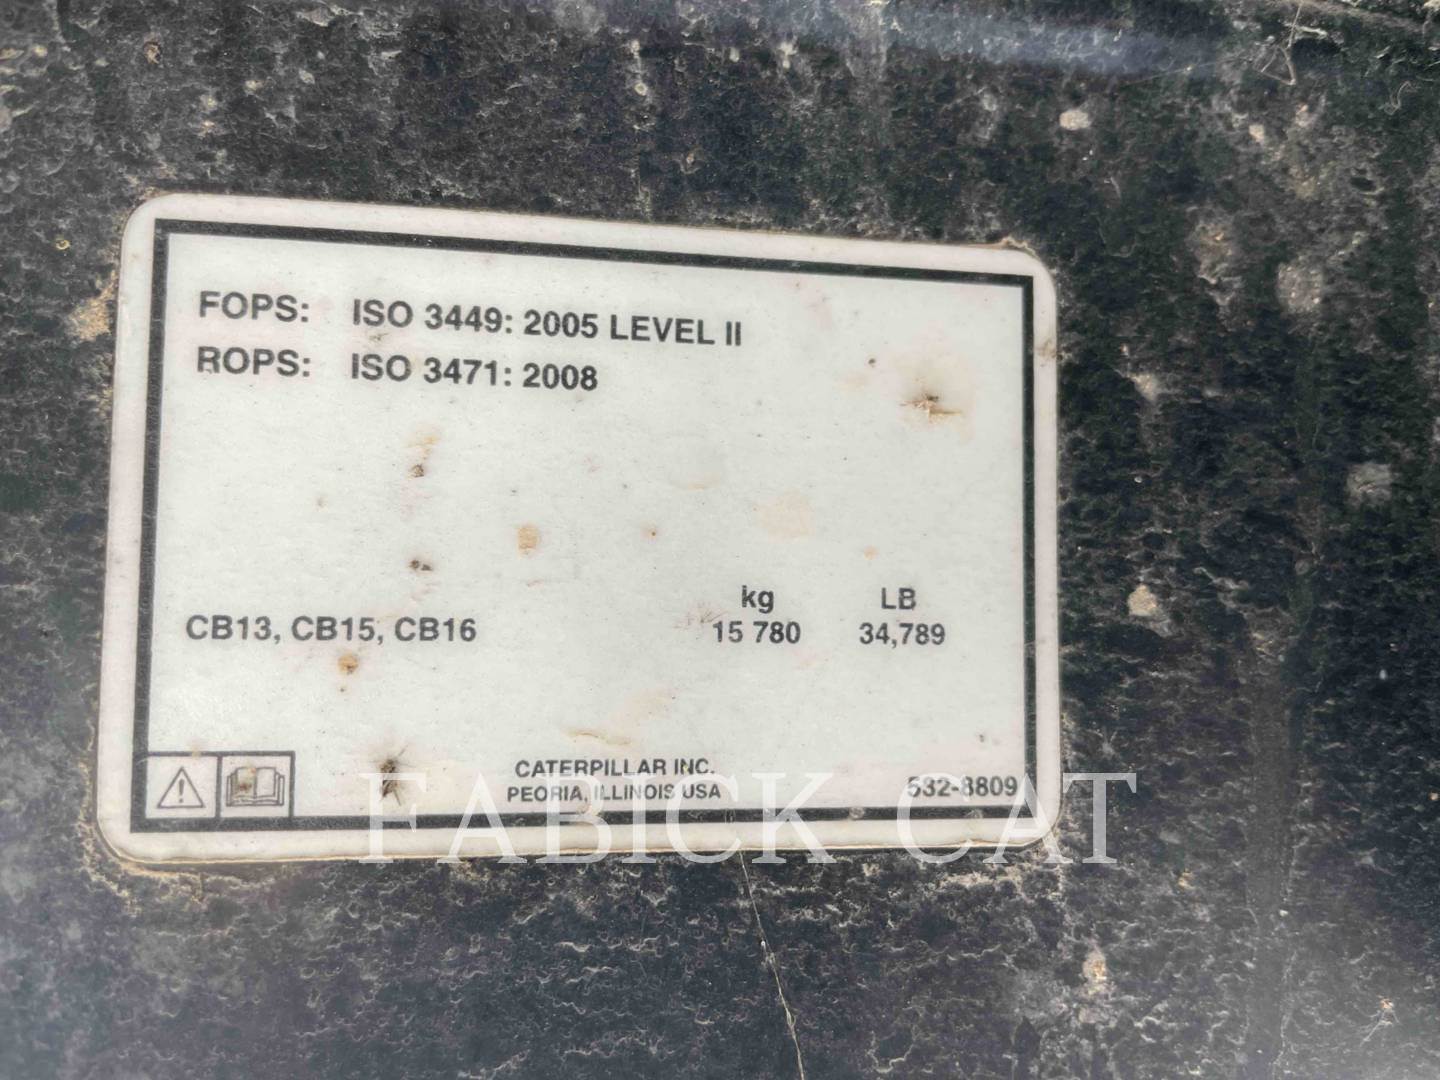 FOPS: ISO 3449: 2005 LEVEL II
ROPS: ISO 3471: 2008
kg LB
CB13, CB15, CB16 15 780 34,789
CATERPILLAR INC.
PEORIA, ILLINOIS USA
532-8809
FABICK CAT